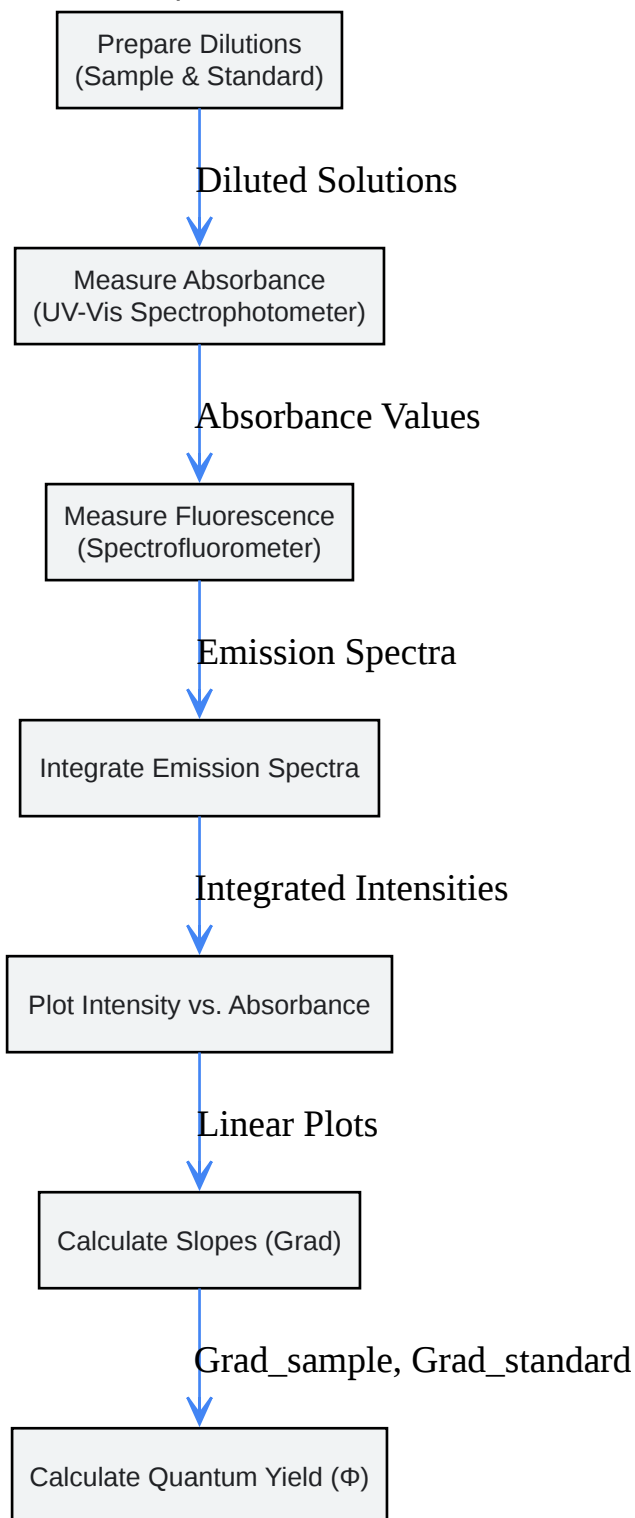 Prepare Dilutions
(Sample & Standard)
Diluted Solutions
Measure Absorbance
(UV-Vis Spectrophotometer)
Absorbance Values
Measure Fluorescence
(Spectrofluorometer)
Emission Spectra
Integrate Emission Spectra
Integrated Intensities
Plot Intensity vs. Absorbance
Linear Plots
Calculate Slopes (Grad)
Grad_sample, Grad_standard
Calculate Quantum Yield (Φ)